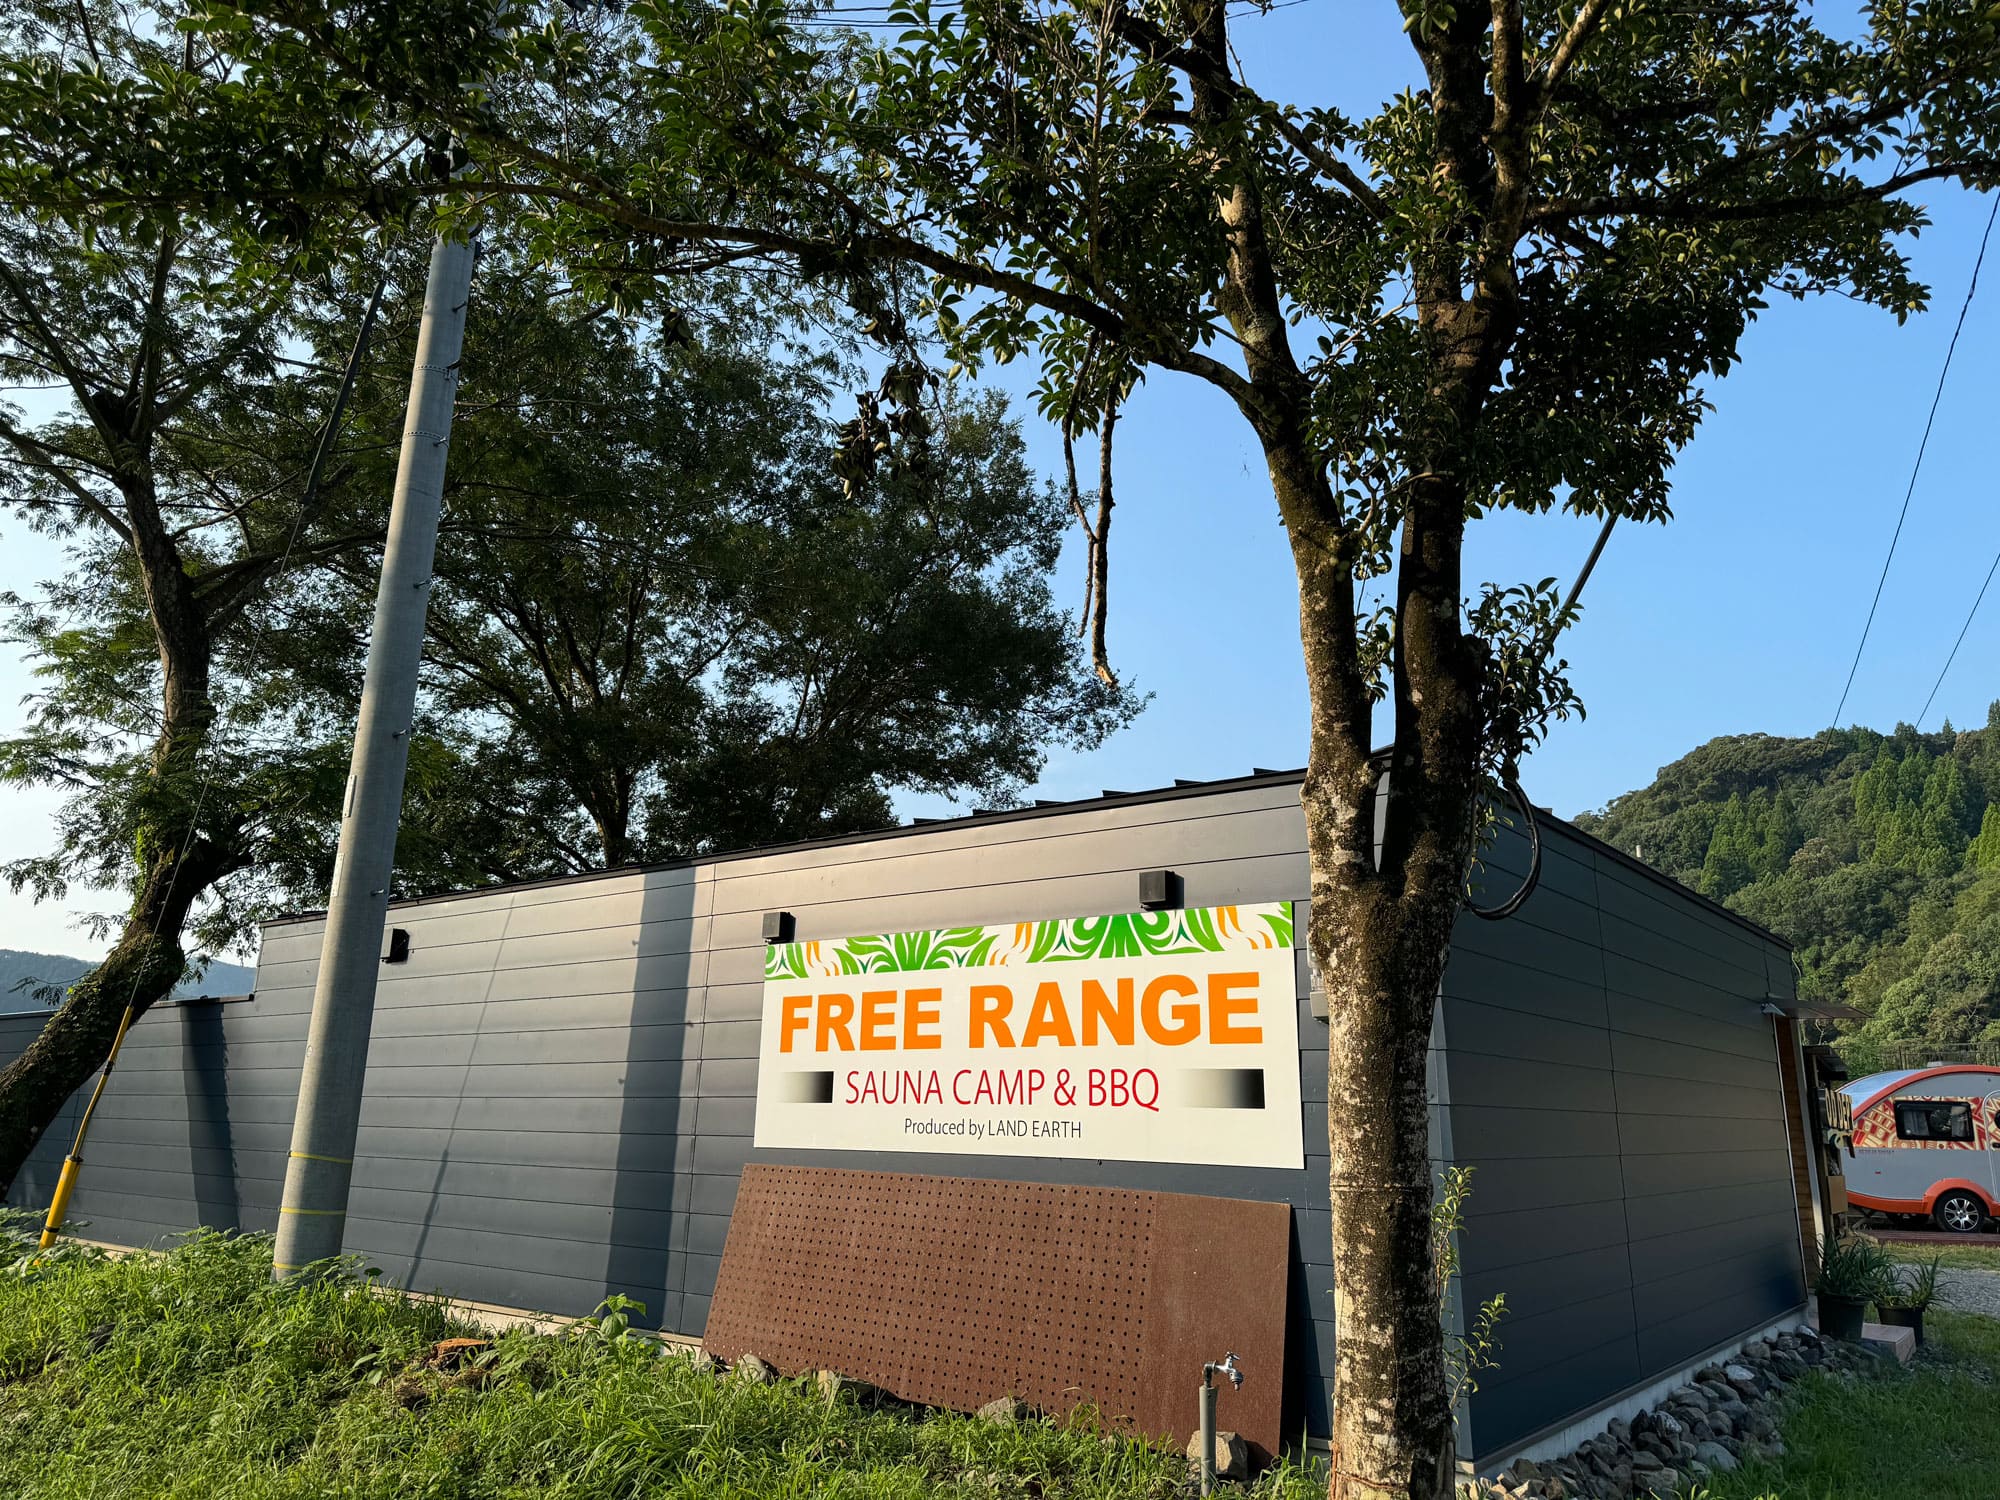 FREE RANGE
SAUNA CAMP & BBQ
Produced by LAND EARTH